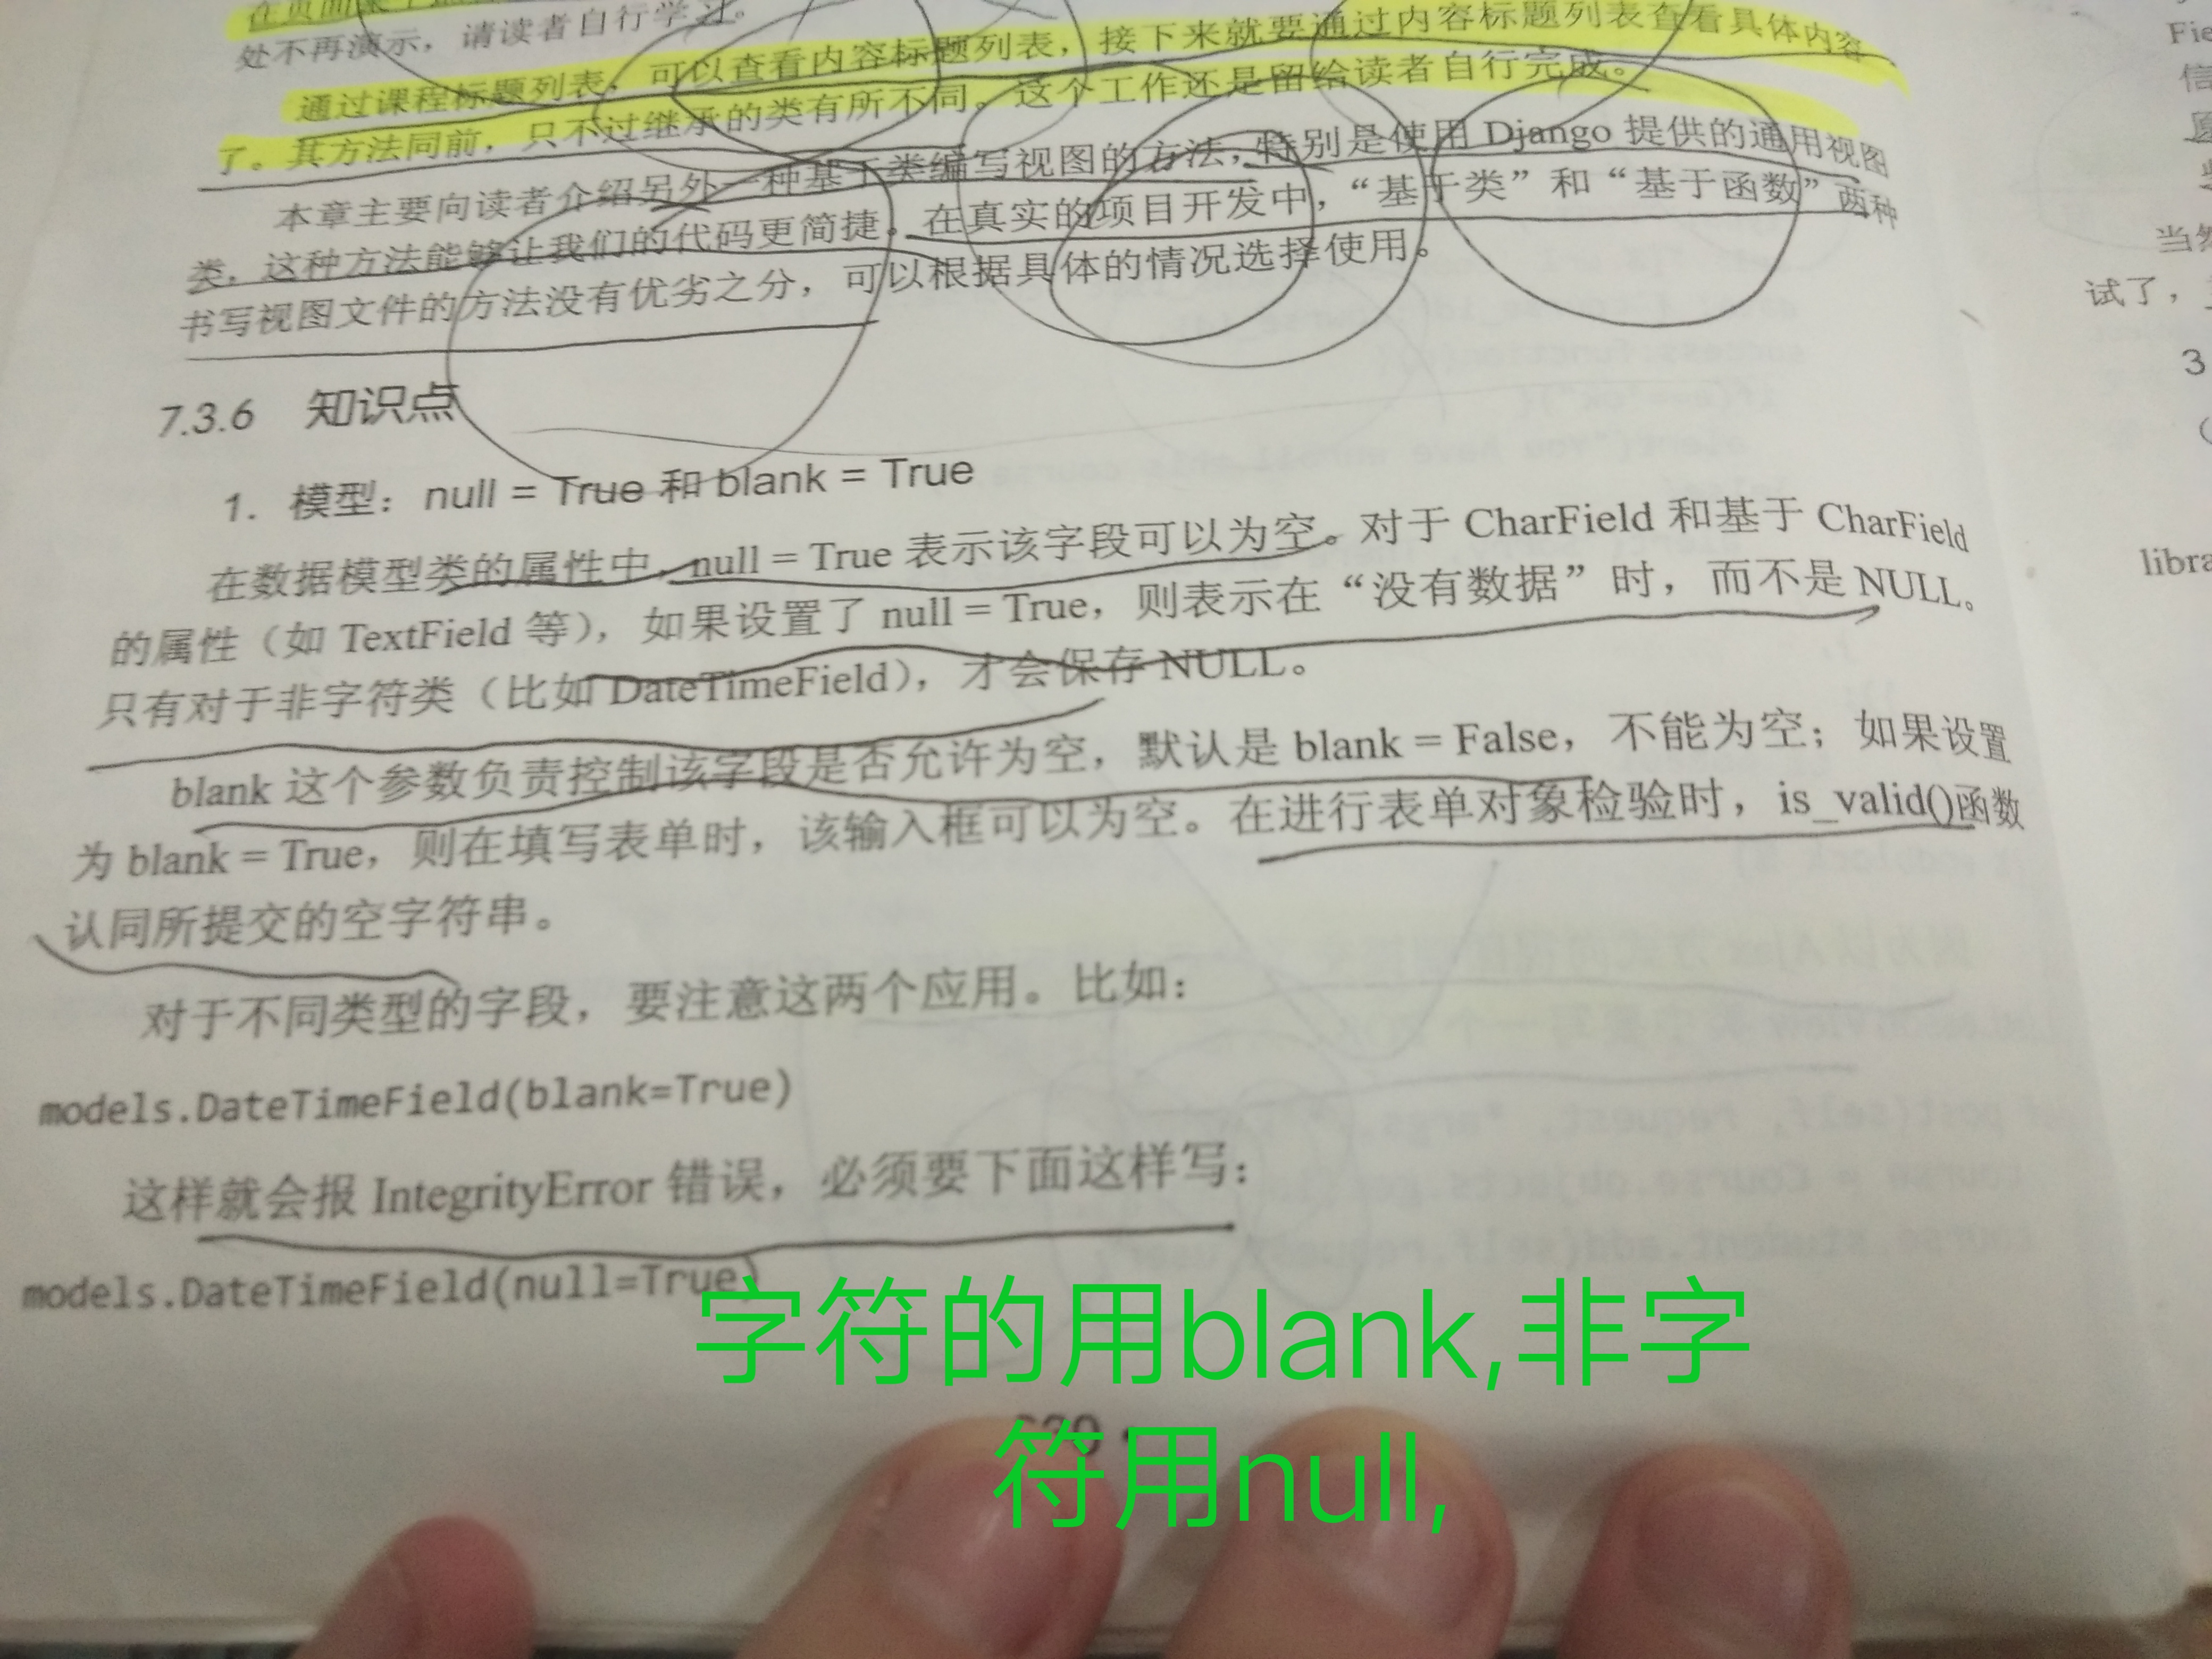 处不再演示，请读者自行学习。
通过课程标题列表，可以查看内容标题列表，接下来就要通过内容标题列表查看具体内容
了。其方法同前，只不过继承的类有所不同。这个工作还是留给读者自行完成。
本章主要向读者介绍另外一种基于类编写视图的方法，特别是使用 Django 提供的通用视图
类，这种方法能够让我们的代码更简捷。在真实的项目开发中，“基于类”和“基于函数”两种
书写视图文件的方法没有优劣之分，可以根据具体的情况选择使用。
7.3.6 知识点
1. 模型：null = True 和 blank = True
在数据模型类的属性中，null = True 表示该字段可以为空。对于 CharField 和基于 CharField
的属性（如 TextField 等），如果设置了 null = True，则表示在“没有数据”时，而不是 NULL。
只有对于非字符类（比如 DateTimeField），才会保存 NULL。
blank 这个参数负责控制该字段是否允许为空，默认是 blank = False，不能为空；如果设置
为 blank = True，则在填写表单时，该输入框可以为空。在进行表单对象检验时，is_valid()函数
认同所提交的空字符串。
对于不同类型的字段，要注意这两个应用。比如：
models.DateTimeField(blank=True)
这样就会报 IntegrityError 错误，必须要下面这样写：
models.DateTimeField(null=True)
字符的用blank,非字
符用null,
Fie
信
当然
试了，
3
libra